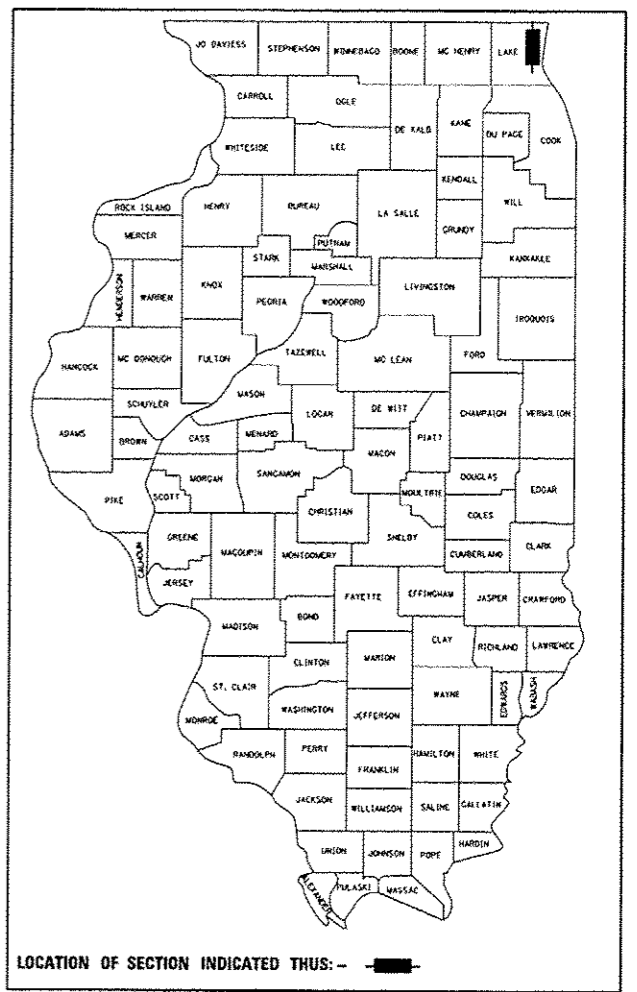 JO DAVIESS STEPHENSON WINNEBAGO BOONE MC HENRY LAKE
CARROLL OGLE DE KALB KANE DU PAGE COOK
WHITESIDE LEE KENDALL WILL
ROCK ISLAND HENRY BUREAU LA SALLE GRUNDY
MERCER PUTNAM KANKAKEE
STARK MARSHALL
HENDERSON WARREN KNOX PEORIA WOODFORD LIVINGSTON IROQUOIS
HANCOCK MC DONOUGH FULTON TAZEWELL MC LEAN FORD
MASON
SCHUYLER LOGAN DE WITT CHAMPAIGN VERMILION
ADAMS BROWN CASS MENARD PIATT
MACON
MORGAN SANGAMON DOUGLAS EDGAR
PIKE SCOTT MOULTRIE
CHRISTIAN COLES
GREENE SHELBY
CALHOUN MACOUPIN MONTGOMERY CUMBERLAND CLARK
JERSEY
FAYETTE EFFINGHAM JASPER CRAWFORD
MADISON BOND
CLAY RICHLAND LAWRENCE
CLINTON MARION
ST. CLAIR WAYNE EDWARDS WABASH
WASHINGTON JEFFERSON
MONROE
RANDOLPH PERRY HAMILTON WHITE
FRANKLIN
JACKSON WILLIAMSON SALINE GALLATIN
UNION JOHNSON POPE HARDIN
ALEXANDER PULASKI MASSAC
LOCATION OF SECTION INDICATED THUS: -